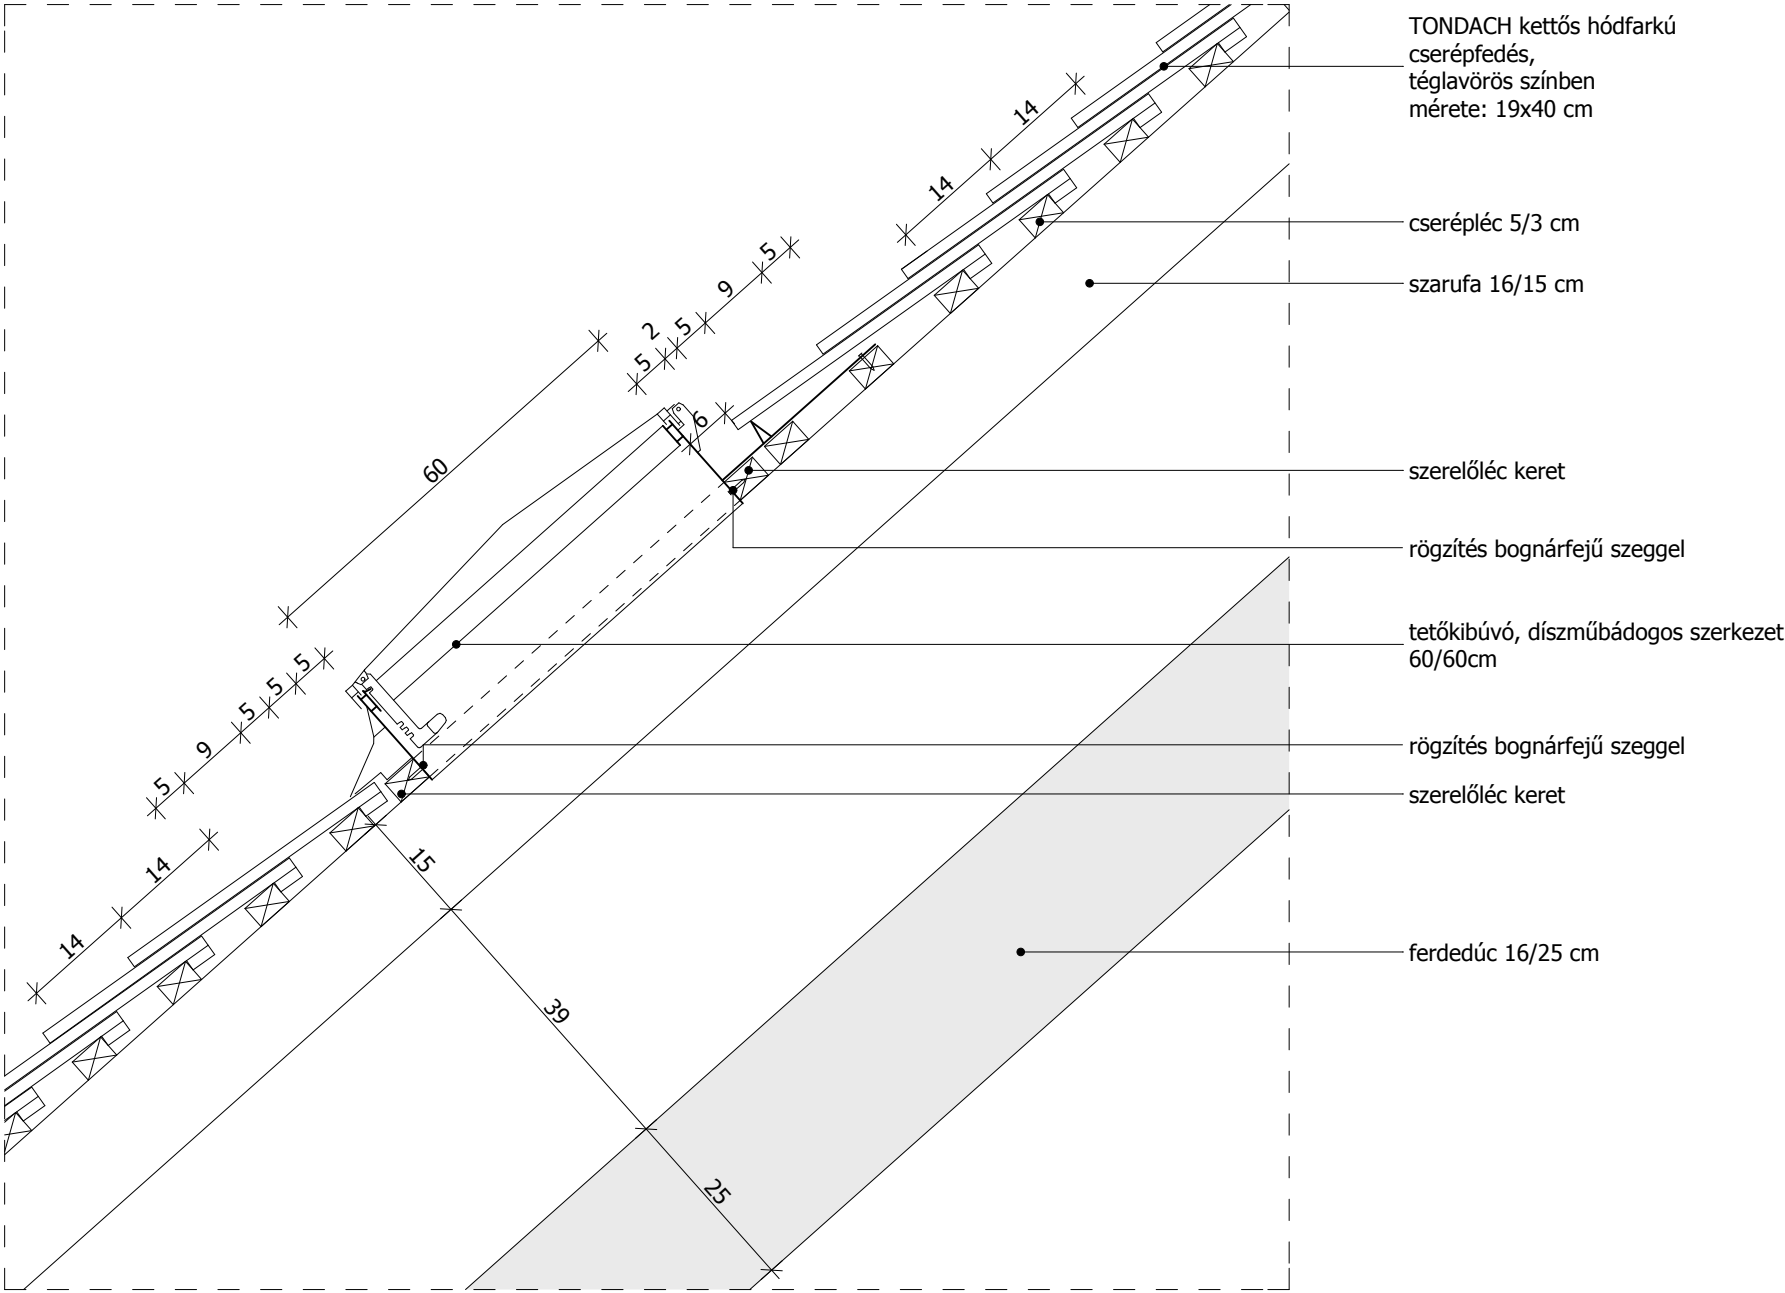 TONDACH kettős hódfarkú
cserépfedés,
téglavörös színben
mérete: 19x40 cm
14
14
cserépléc 5/3 cm
szarufa 16/15 cm
5
9
5
2
5
6
60
szerelőléc keret
rögzítés bognárfejű szeggel
tetőkibúvó, díszműbádogos szerkezet
60/60cm
5
5
5
9
5
rögzítés bognárfejű szeggel
szerelőléc keret
14
14
15
39
25
ferdedúc 16/25 cm